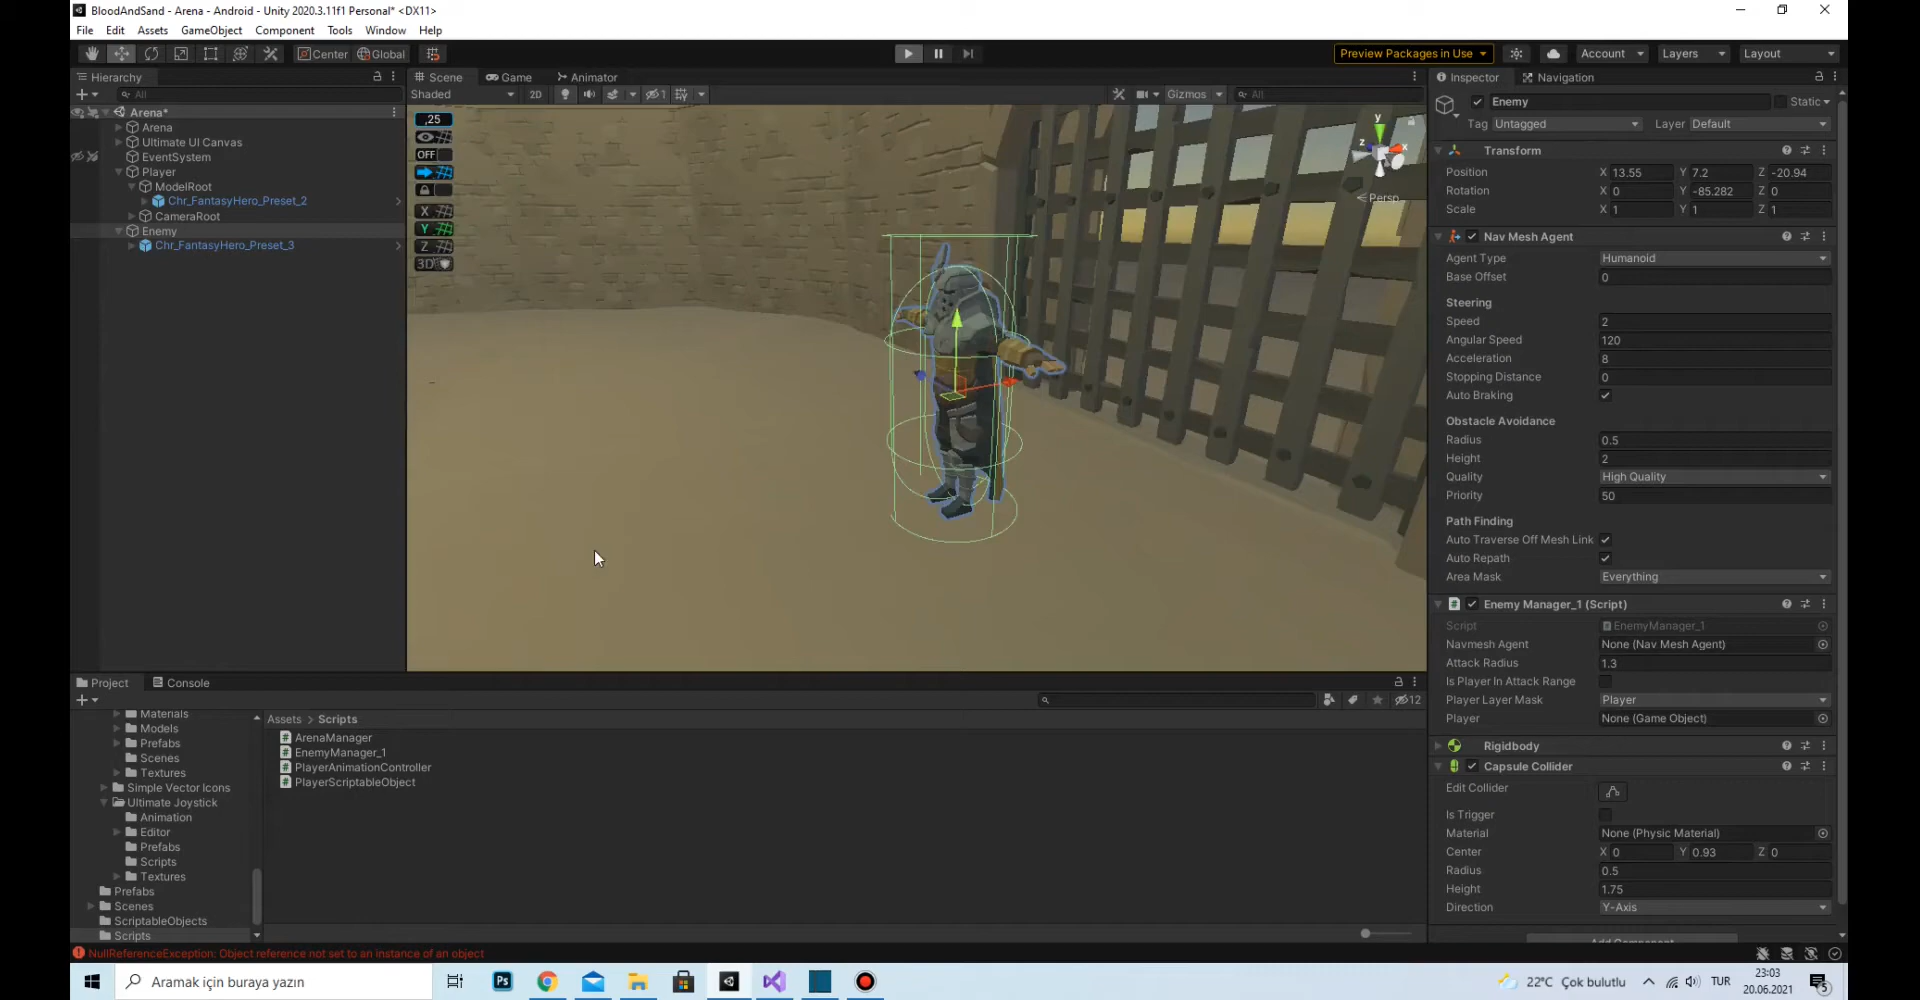 BloodAndSand - Arena - Android - Unity 2020.3.11f1 Personal* <DX11>
File Edit Assets GameObject Component Tools Window Help
Center Global
Preview Packages in Use
Account
Layers
Layout
Hierarchy
All
Arena*
Arena
Ultimate UI Canvas
EventSystem
Player
ModelRoot
Chr_FantasyHero_Preset_2
CameraRoot
Enemy
Chr_FantasyHero_Preset_3
Scene Game Animator
Shaded 2D
1
Gizmos
All
,25
OFF
X
Y
Z
3D
y
z
x
Persp
Inspector Navigation
Enemy
Static
Tag Untagged Layer Default
Transform
Position X 13.55 Y 7.2 Z -20.94
Rotation X 0 Y -85.282 Z 0
Scale X 1 Y 1 Z 1
Nav Mesh Agent
Agent Type Humanoid
Base Offset 0
Steering
Speed 2
Angular Speed 120
Acceleration 8
Stopping Distance 0
Auto Braking
Obstacle Avoidance
Radius 0.5
Height 2
Quality High Quality
Priority 50
Path Finding
Auto Traverse Off Mesh Link
Auto Repath
Area Mask Everything
Enemy Manager_1 (Script)
Script EnemyManager_1
Navmesh Agent None (Nav Mesh Agent)
Attack Radius 1.3
Is Player In Attack Range
Player Layer Mask Player
Player None (Game Object)
Rigidbody
Capsule Collider
Edit Collider
Is Trigger
Material None (Physic Material)
Center X 0 Y 0.93 Z 0
Radius 0.5
Height 1.75
Direction Y-Axis
Project Console
12
Materials
Models
Prefabs
Scenes
Textures
Simple Vector Icons
Ultimate Joystick
Animation
Editor
Prefabs
Scripts
Textures
Prefabs
Scenes
ScriptableObjects
Scripts
Assets > Scripts
ArenaManager
EnemyManager_1
PlayerAnimationController
PlayerScriptableObject
NullReferenceException: Object reference not set to an instance of an object
Aramak için buraya yazın
Ps
22°C Çok bulutlu
TUR
23:03
20.06.2021
5